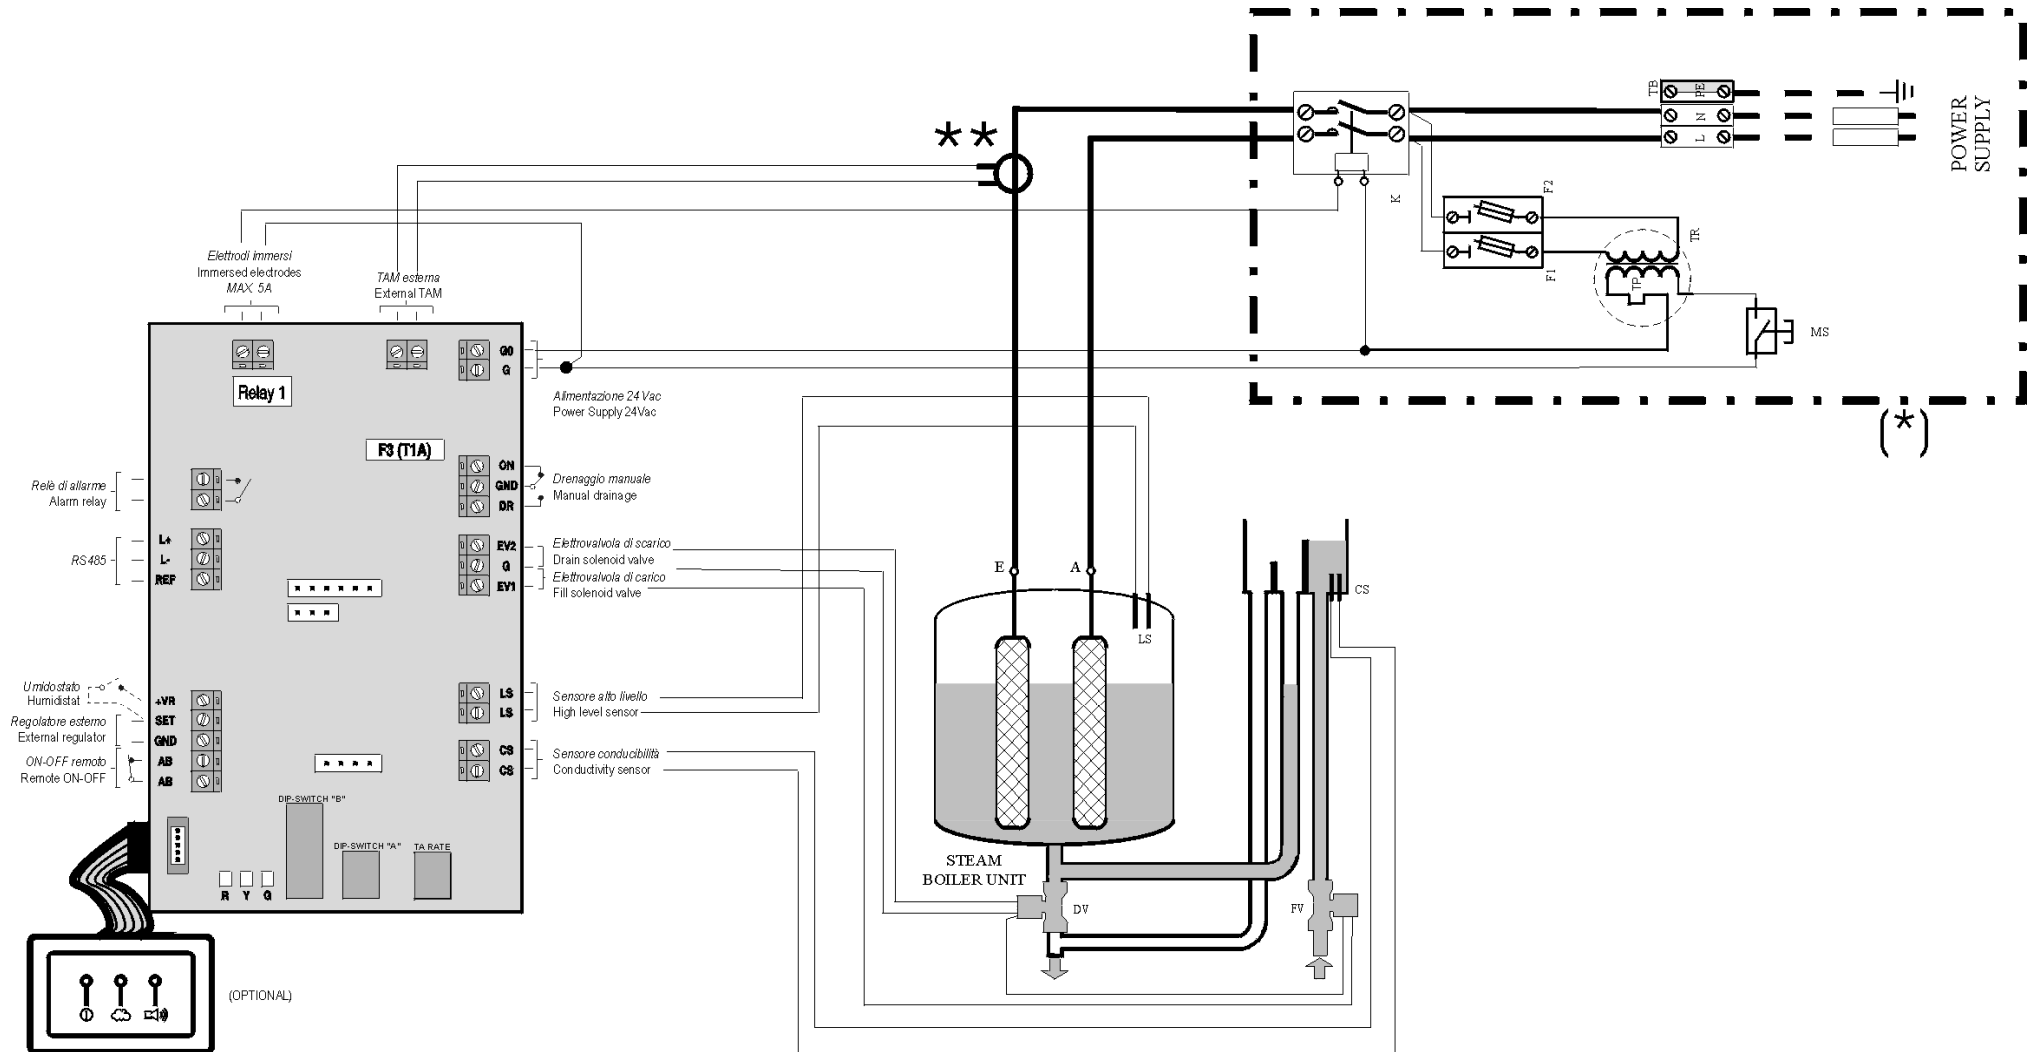 POWER
SUPPLY
TB
PE
N
L
**
K
F2
F1
TR
TP
MS
(*)
Elettrodi immersi
Immersed electrodes
MAX. 5A
TAM esterna
External TAM
Relay 1
G0
G
Alimentazione 24 Vac
Power Supply 24Vac
F3 (T1A)
ON
GND
DR
Drenaggio manuale
Manual drainage
Relè di allarme
Alarm relay
L+
L-
REF
RS485
EV2
G
EV1
Elettrovalvola di scarico
Drain solenoid valve
Elettrovalvola di carico
Fill solenoid valve
E
A
LS
CS
Umidostato
Humidistat
Regolatore esterno
External regulator
ON-OFF remoto
Remote ON-OFF
+VR
SET
GND
AB
AB
LS
LS
Sensore alto livello
High level sensor
CS
CS
Sensore conducibilità
Conductivity sensor
DIP-SWITCH "B"
DIP-SWITCH "A"
TA RATE
R Y G
STEAM
BOILER UNIT
DV
FV
(OPTIONAL)